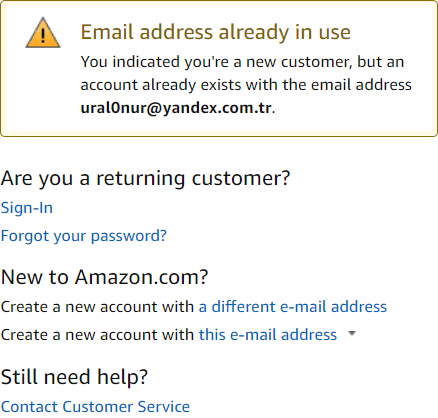 Email address already in use
You indicated you're a new customer, but an
account already exists with the email address
ural0nur@yandex.com.tr.
Are you a returning customer?
Sign-In
Forgot your password?
New to Amazon.com?
Create a new account with a different e-mail address
Create a new account with this e-mail address
Still need help?
Contact Customer Service